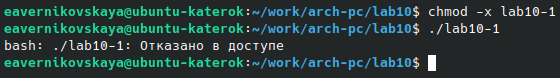 eavernikovskaya@ubuntu-katerok:~/work/arch-pc/lab10$ chmod -x lab10-1
eavernikovskaya@ubuntu-katerok:~/work/arch-pc/lab10$ ./lab10-1
bash: ./lab10-1: Отказано в доступе
eavernikovskaya@ubuntu-katerok:~/work/arch-pc/lab10$